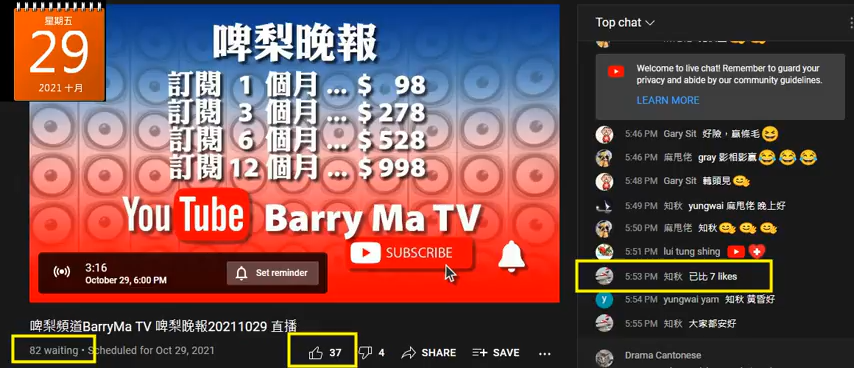 星期五
29
2021 十月
啤梨晚報
訂閱 1 個月 ... $ 98
訂閱 3 個月 ... $ 278
訂閱 6 個月 ... $ 528
訂閱 12 個月 ... $ 998
YouTube Barry Ma TV
SUBSCRIBE
3:16
October 29, 6:00 PM
Set reminder
啤梨頻道BarryMa TV 啤梨晚報20211029 直播
82 waiting • Scheduled for Oct 29, 2021
37
4
SHARE
SAVE
Top chat
Welcome to live chat! Remember to guard your
privacy and abide by our community guidelines.
LEARN MORE
5:46 PM Gary Sit 好險，贏條毛😆
5:46 PM 麻甩佬 gray 影相影贏😂😂😂
5:48 PM Gary Sit 轉頭見😋
5:49 PM 知秋 yungwai 麻甩佬 晚上好
5:50 PM 麻甩佬 知秋😋😋😋
5:51 PM lui tung shing
5:53 PM 知秋 已比 7 likes
5:54 PM yungwai yam 知秋 黃昏好
5:55 PM 知秋 大家都安好
Drama Cantonese